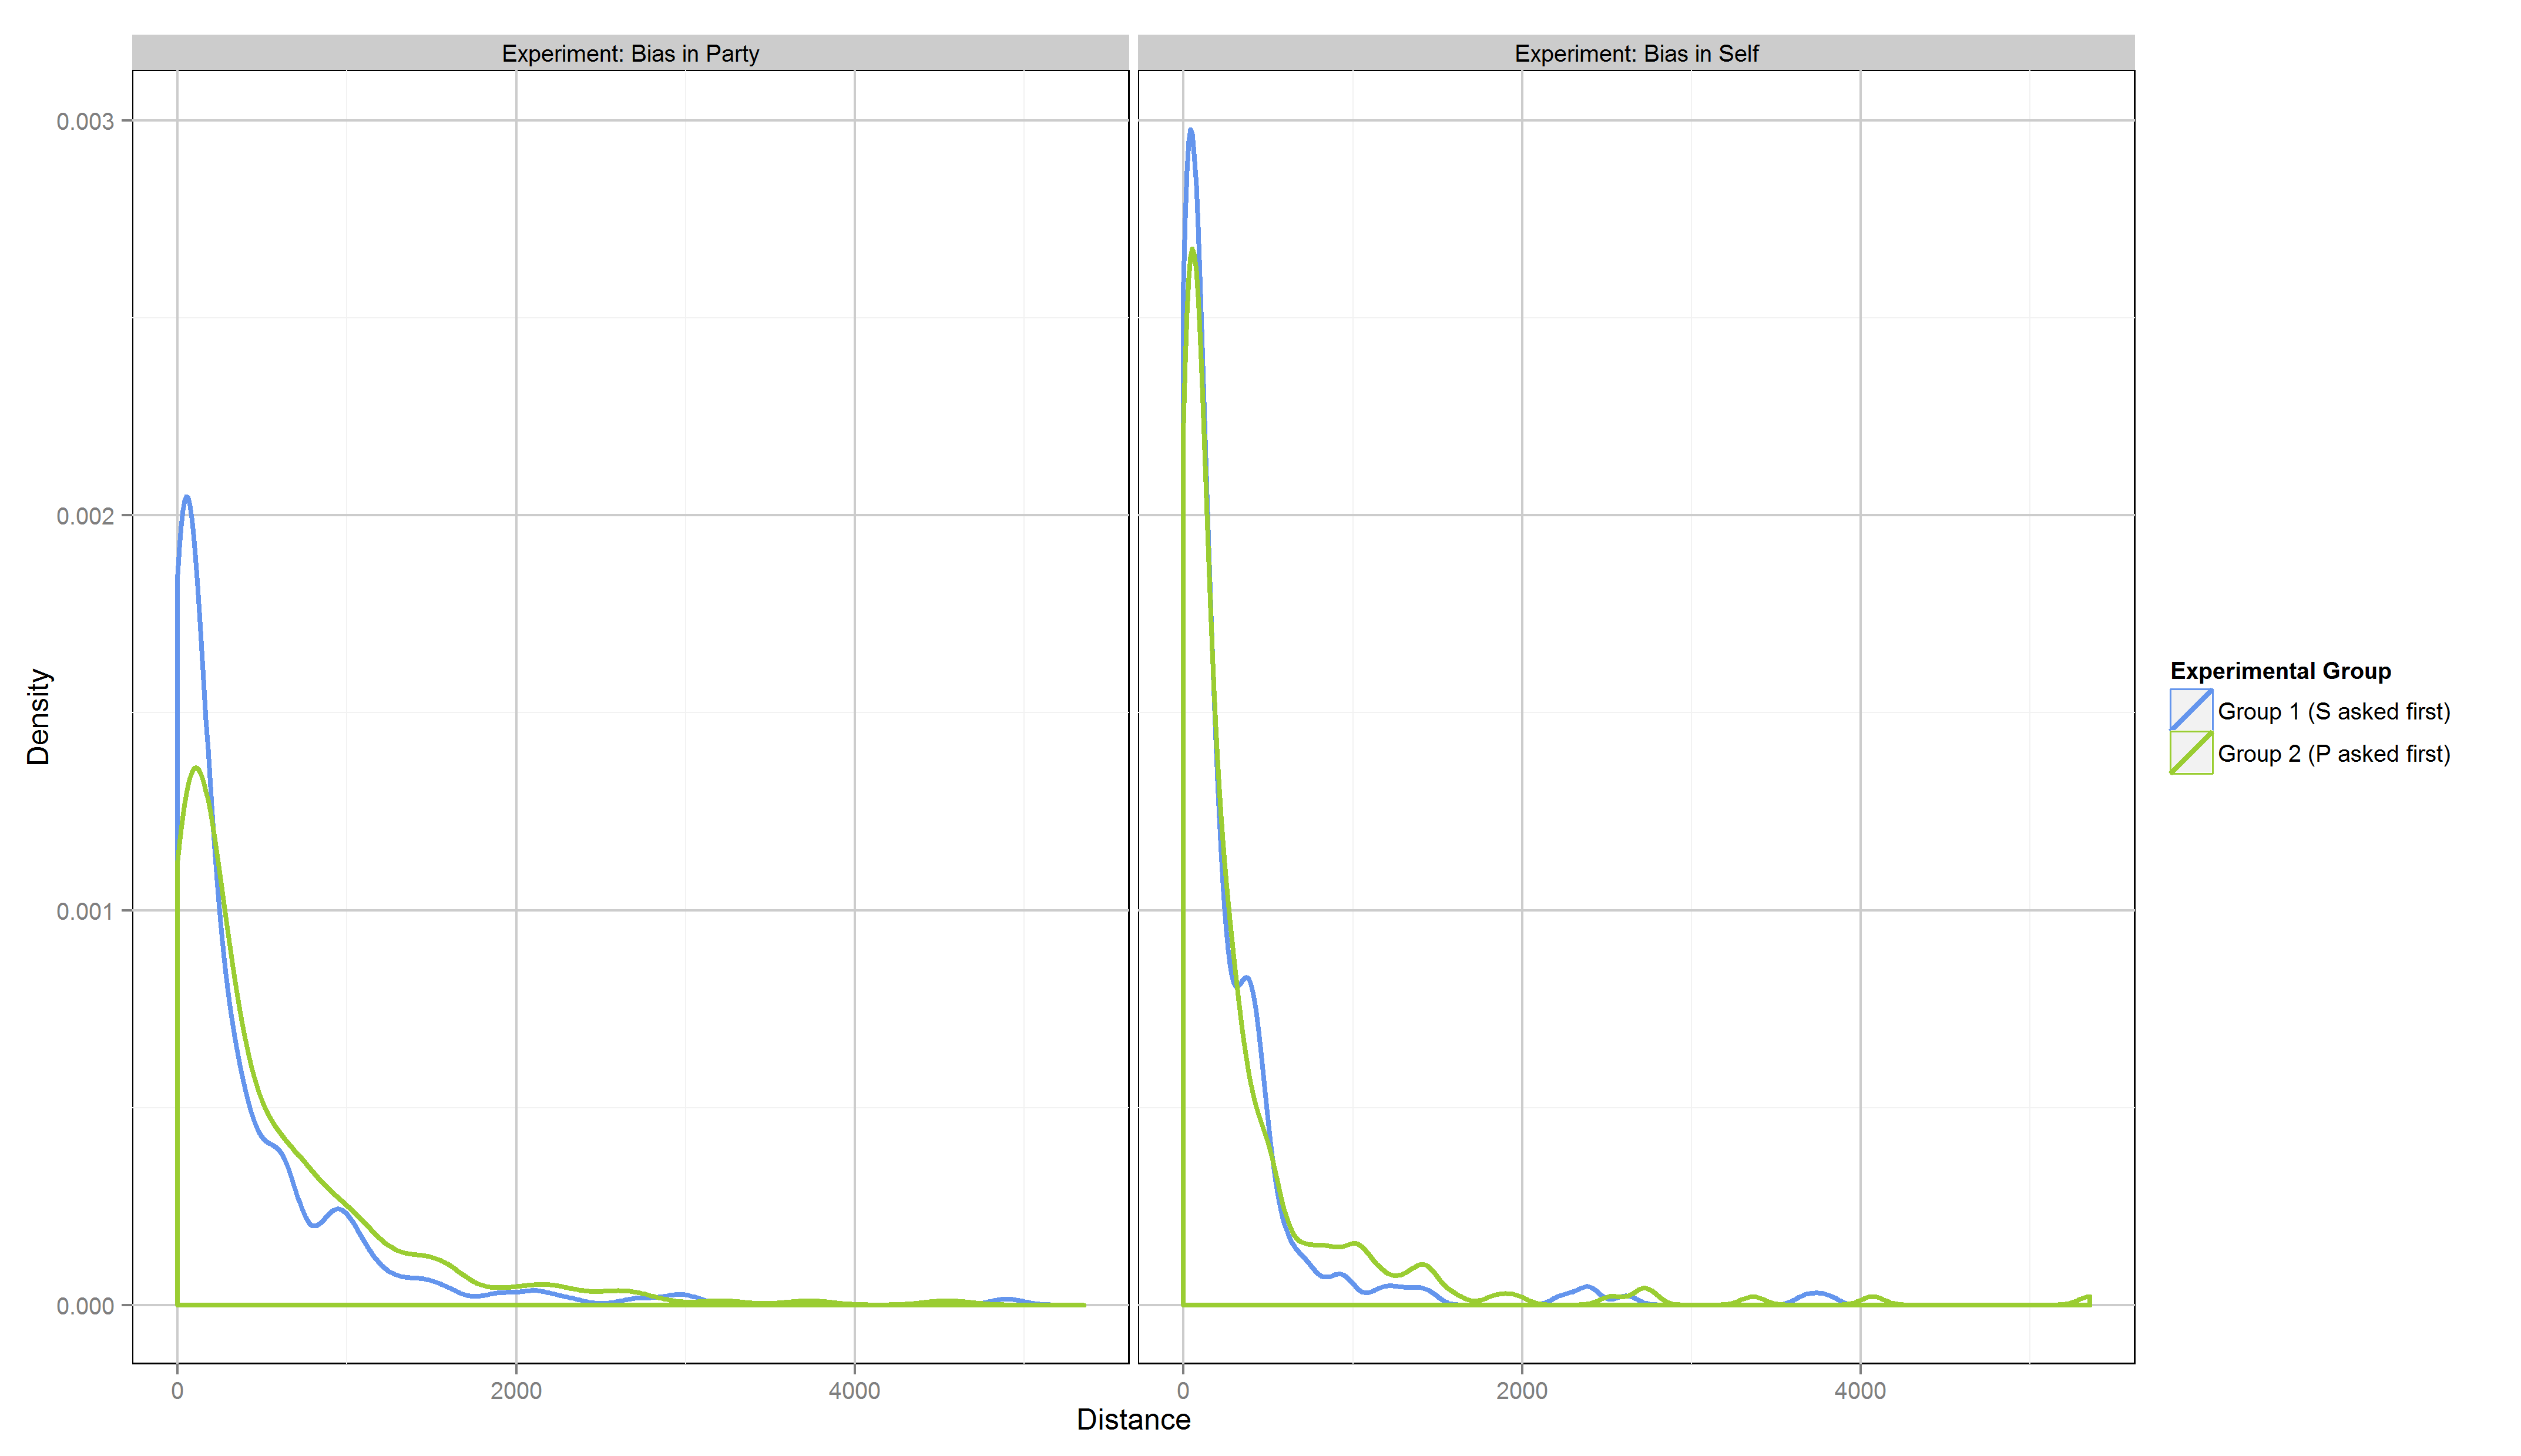 Experiment: Bias in Party
Experiment: Bias in Self
0.003
0.002
0.001
0.000
Density
0
2000
4000
0
2000
4000
Distance
Experimental Group
Group 1 (S asked first)
Group 2 (P asked first)